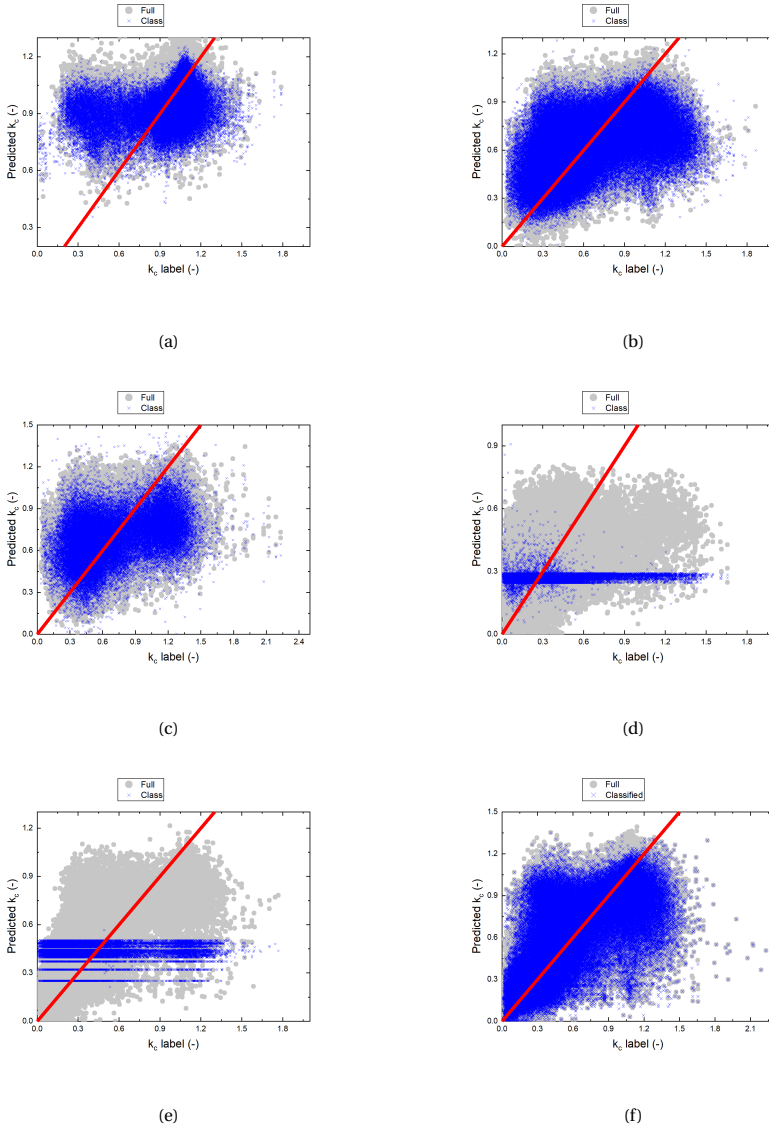 Full
Class
1.2
0.9
0.6
0.3
Predicted k_c (-)
0.0 0.3 0.6 0.9 1.2 1.5 1.8
k_c label (-)
(a)
Full
Class
1.2
0.9
0.6
0.3
0.0
Predicted k_c (-)
0.0 0.3 0.6 0.9 1.2 1.5 1.8 2.1
k_c label (-)
(b)
Full
Class
1.5
1.2
0.9
0.6
0.3
0.0
Predicted k_c (-)
0.0 0.3 0.6 0.9 1.2 1.5 1.8 2.1 2.4
k_c label (-)
(c)
Full
Class
0.9
0.6
0.3
0.0
Predicted k_c (-)
0.0 0.3 0.6 0.9 1.2 1.5 1.8
k_c label (-)
(d)
Full
Class
1.2
0.9
0.6
0.3
0.0
Predicted k_c (-)
0.0 0.3 0.6 0.9 1.2 1.5 1.8
k_c label (-)
(e)
Full
Classified
1.5
1.2
0.9
0.6
0.3
0.0
Predicted k_c (-)
0.0 0.3 0.6 0.9 1.2 1.5 1.8 2.1
k_c label (-)
(f)